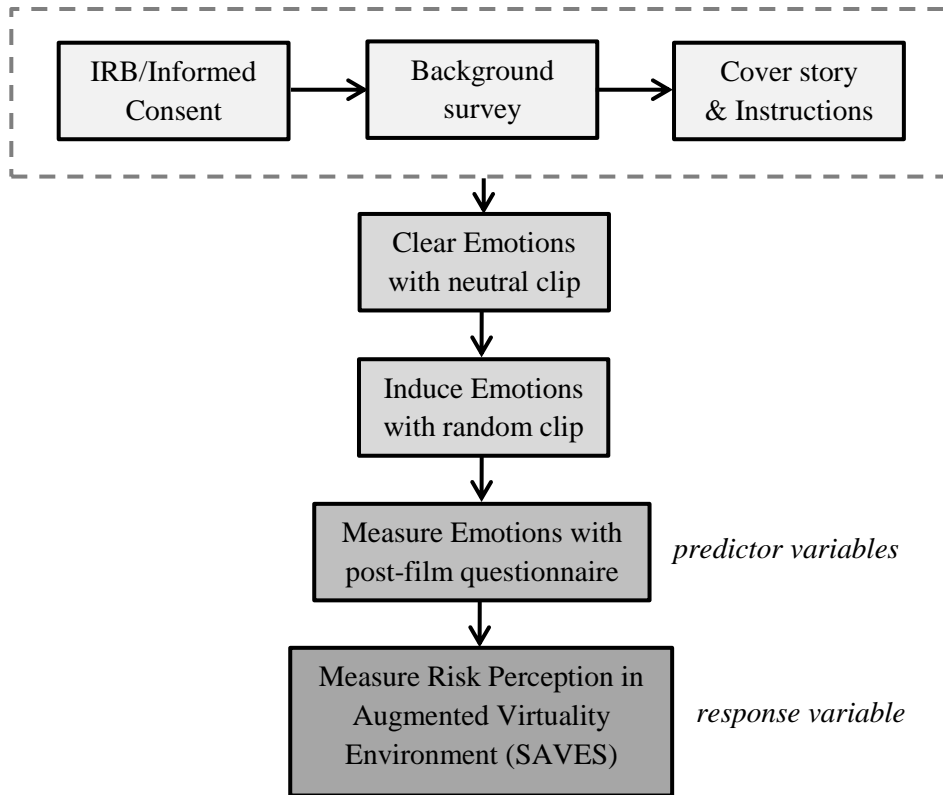 IRB/Informed
Consent
Background
survey
Cover story
& Instructions
Clear Emotions
with neutral clip
Induce Emotions
with random clip
Measure Emotions with
post-film questionnaire
predictor variables
Measure Risk Perception in
Augmented Virtuality
Environment (SAVES)
response variable